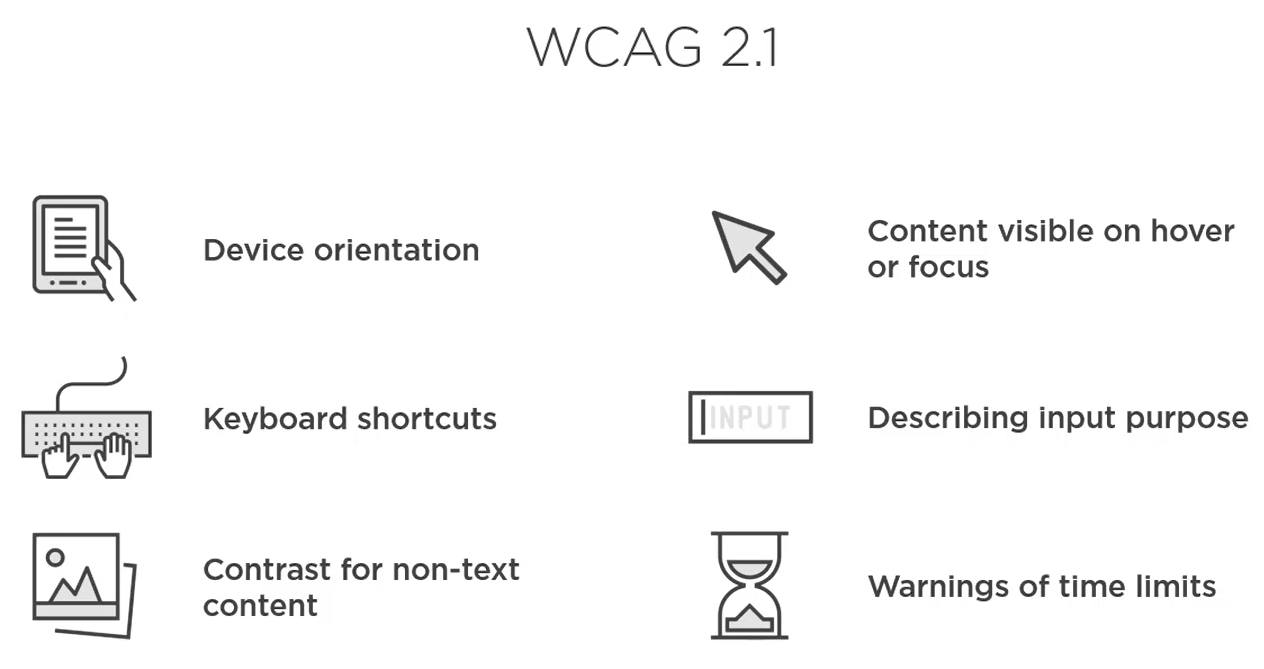 WCAG 2.1
Device orientation
Content visible on hover
or focus
Keyboard shortcuts
INPUT
Describing input purpose
Contrast for non-text
content
Warnings of time limits